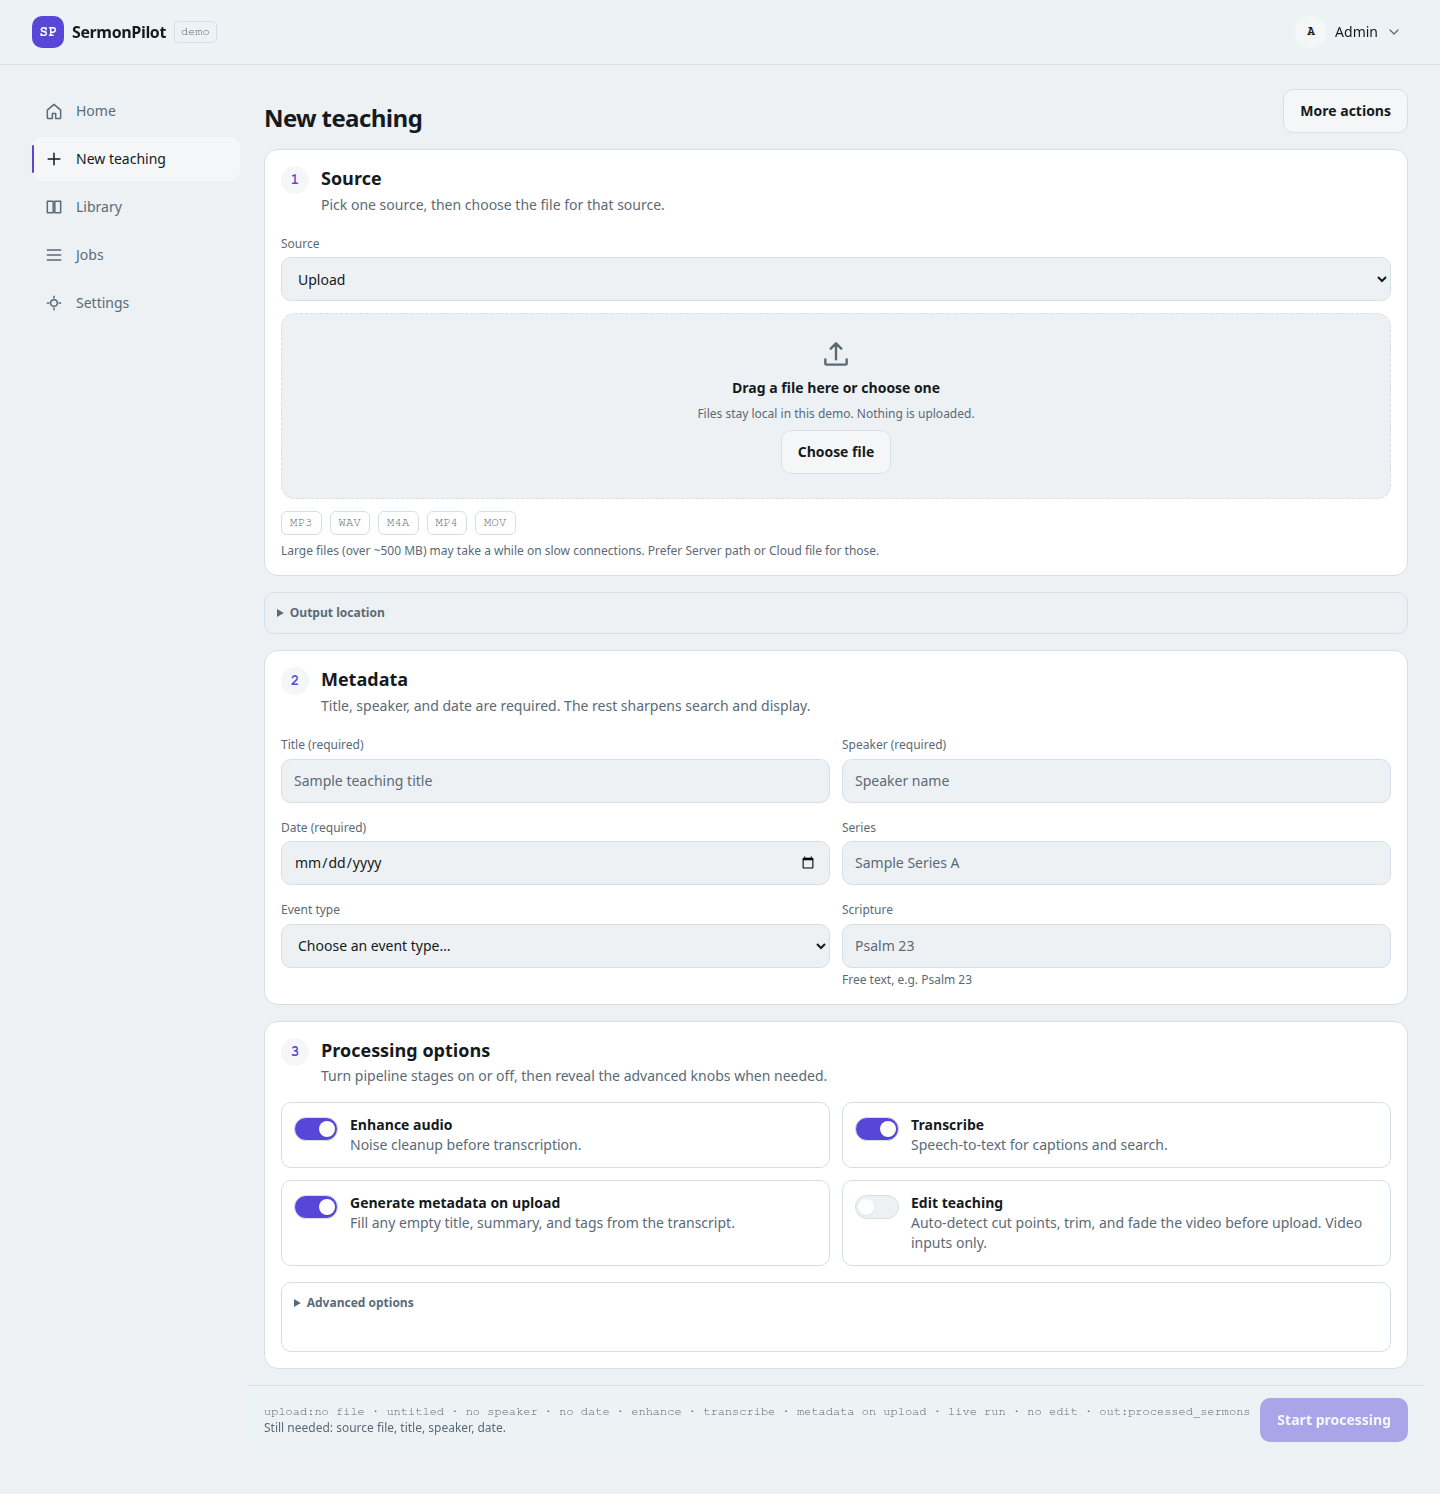 SP SermonPilot demo
A Admin
Home
New teaching
Library
Jobs
Settings
New teaching
More actions
1 Source
Pick one source, then choose the file for that source.
Source
Upload
Drag a file here or choose one
Files stay local in this demo. Nothing is uploaded.
Choose file
MP3 WAV M4A MP4 MOV
Large files (over ~500 MB) may take a while on slow connections. Prefer Server path or Cloud file for those.
Output location
2 Metadata
Title, speaker, and date are required. The rest sharpens search and display.
Title (required)
Sample teaching title
Speaker (required)
Speaker name
Date (required)
mm/dd/yyyy
Series
Sample Series A
Event type
Choose an event type...
Scripture
Psalm 23
Free text, e.g. Psalm 23
3 Processing options
Turn pipeline stages on or off, then reveal the advanced knobs when needed.
Enhance audio
Noise cleanup before transcription.
Transcribe
Speech-to-text for captions and search.
Generate metadata on upload
Fill any empty title, summary, and tags from the transcript.
Edit teaching
Auto-detect cut points, trim, and fade the video before upload. Video
inputs only.
Advanced options
upload:no file · untitled · no speaker · no date · enhance · transcribe · metadata on upload · live run · no edit · out:processed_sermons
Still needed: source file, title, speaker, date.
Start processing